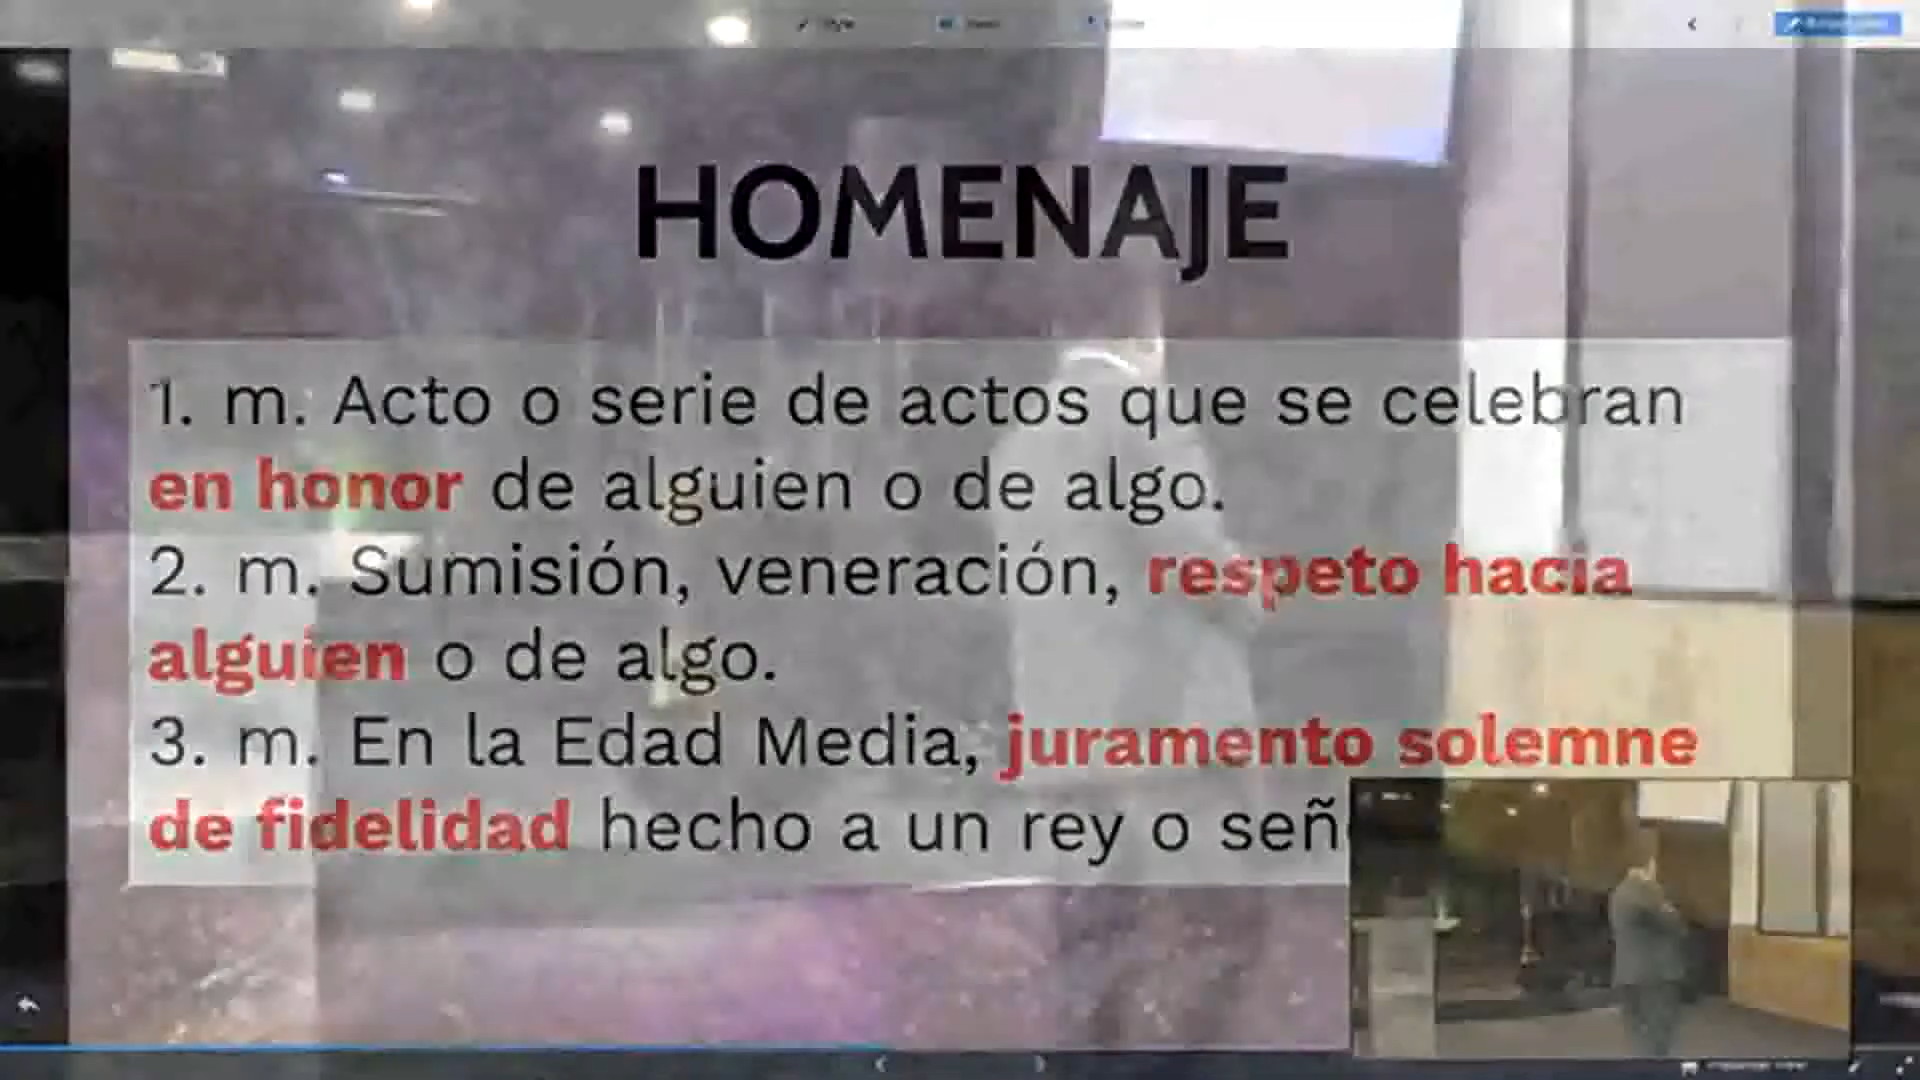 HOMENAJE
1. m. Acto o serie de actos que se celebran
en honor de alguien o de algo.
2. m. Sumisión, veneración, respeto hacia
alguien o de algo.
3. m. En la Edad Media, juramento solemne
de fidelidad hecho a un rey o señ